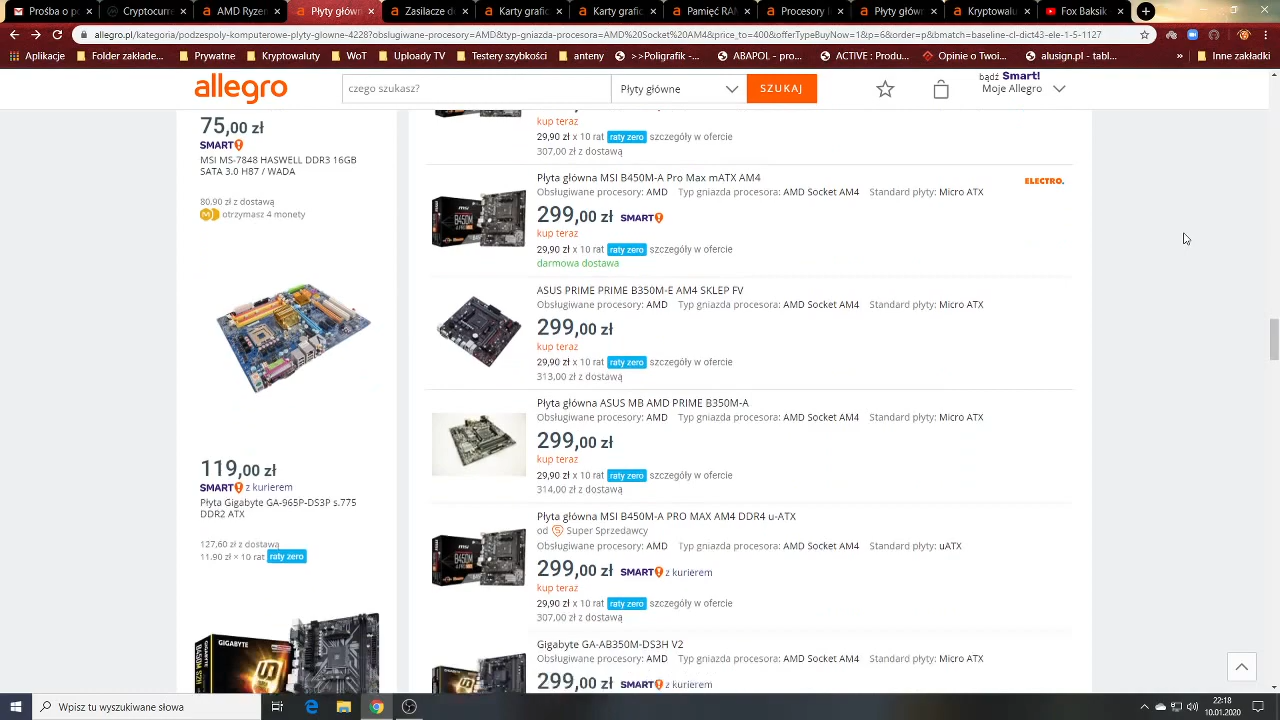 Prośba o p
Cryptocurre
AMD Ryzen
Płyty główn
Zasilacze d
Karty grafic
Karty grafic
Pamięć RA
Procesory
Płyty główn
Kryptowalu
Fox Baksik
allegro.pl/kategoria/podzespoly-komputerowe-plyty-glowne-4228?obslugiwane-procesory=AMD&typ-gniazda-procesora=AMD%20Socket%20AM4&price_to=400&offerTypeBuyNow=1&p=6&order=p&bmatch=baseline-cl-dict43-ele-1-5-1127
Aplikacje
Bankowość
WoT
Uploady TV
Testery szybkości
anteny
>>Poligrafik -...
ABAPOL - ...
ACTIVE : Produkty...
Opinie o Twoi...
alusign.pl - tabl...
allegro
czego szukasz?
Płyty główne
SZUKAJ
bądź Smart!
Moje Allegro
75,00 zł
SMART!
MSI MS-7848 HASWELL DDR3 16GB
SATA 3.0 H87 / WADA
80,90 zł z dostawą
otrzymasz 4 monety
119,00 zł
SMART! z kurierem
Płyta Gigabyte GA-965P-DS3P s.775
DDR2 ATX
127,60 zł z dostawą
11,90 zł × 10 rat raty zero
GIGABYTE
kup teraz
29,90 zł x 10 rat raty zero szczegóły w ofercie
307,00 zł z dostawą
Płyta główna MSI B450M-A Pro Max mATX AM4
ELECTRO.
Obsługiwane procesory: AMD Typ gniazda procesora: AMD Socket AM4 Standard płyty: Micro ATX
299,00 zł SMART!
kup teraz
29,90 zł x 10 rat raty zero szczegóły w ofercie
darmowa dostawa
ASUS PRIME PRIME B350M-E AM4 SKLEP FV
Obsługiwane procesory: AMD Typ gniazda procesora: AMD Socket AM4 Standard płyty: Micro ATX
299,00 zł
kup teraz
29,90 zł x 10 rat raty zero szczegóły w ofercie
313,00 zł z dostawą
Płyta główna ASUS MB AMD PRIME B350M-A
Obsługiwane procesory: AMD Typ gniazda procesora: AMD Socket AM4 Standard płyty: Micro ATX
299,00 zł
kup teraz
29,90 zł x 10 rat raty zero szczegóły w ofercie
314,00 zł z dostawą
Płyta główna MSI B450M-A PRO MAX AM4 DDR4 u-ATX
od Super Sprzedawcy
Obsługiwane procesory: AMD Typ gniazda procesora: AMD Socket AM4 Standard płyty: uATX
299,00 zł SMART! z kurierem
kup teraz
29,90 zł x 10 rat raty zero szczegóły w ofercie
307,00 zł z dostawą
Gigabyte GA-AB350M-DS3H V2
Obsługiwane procesory: AMD Typ gniazda procesora: AMD Socket AM4 Standard płyty: Micro ATX
299,00 zł SMART! z kurierem
Wpisz tu wyszukiwane słowa
22:18
10.01.2020